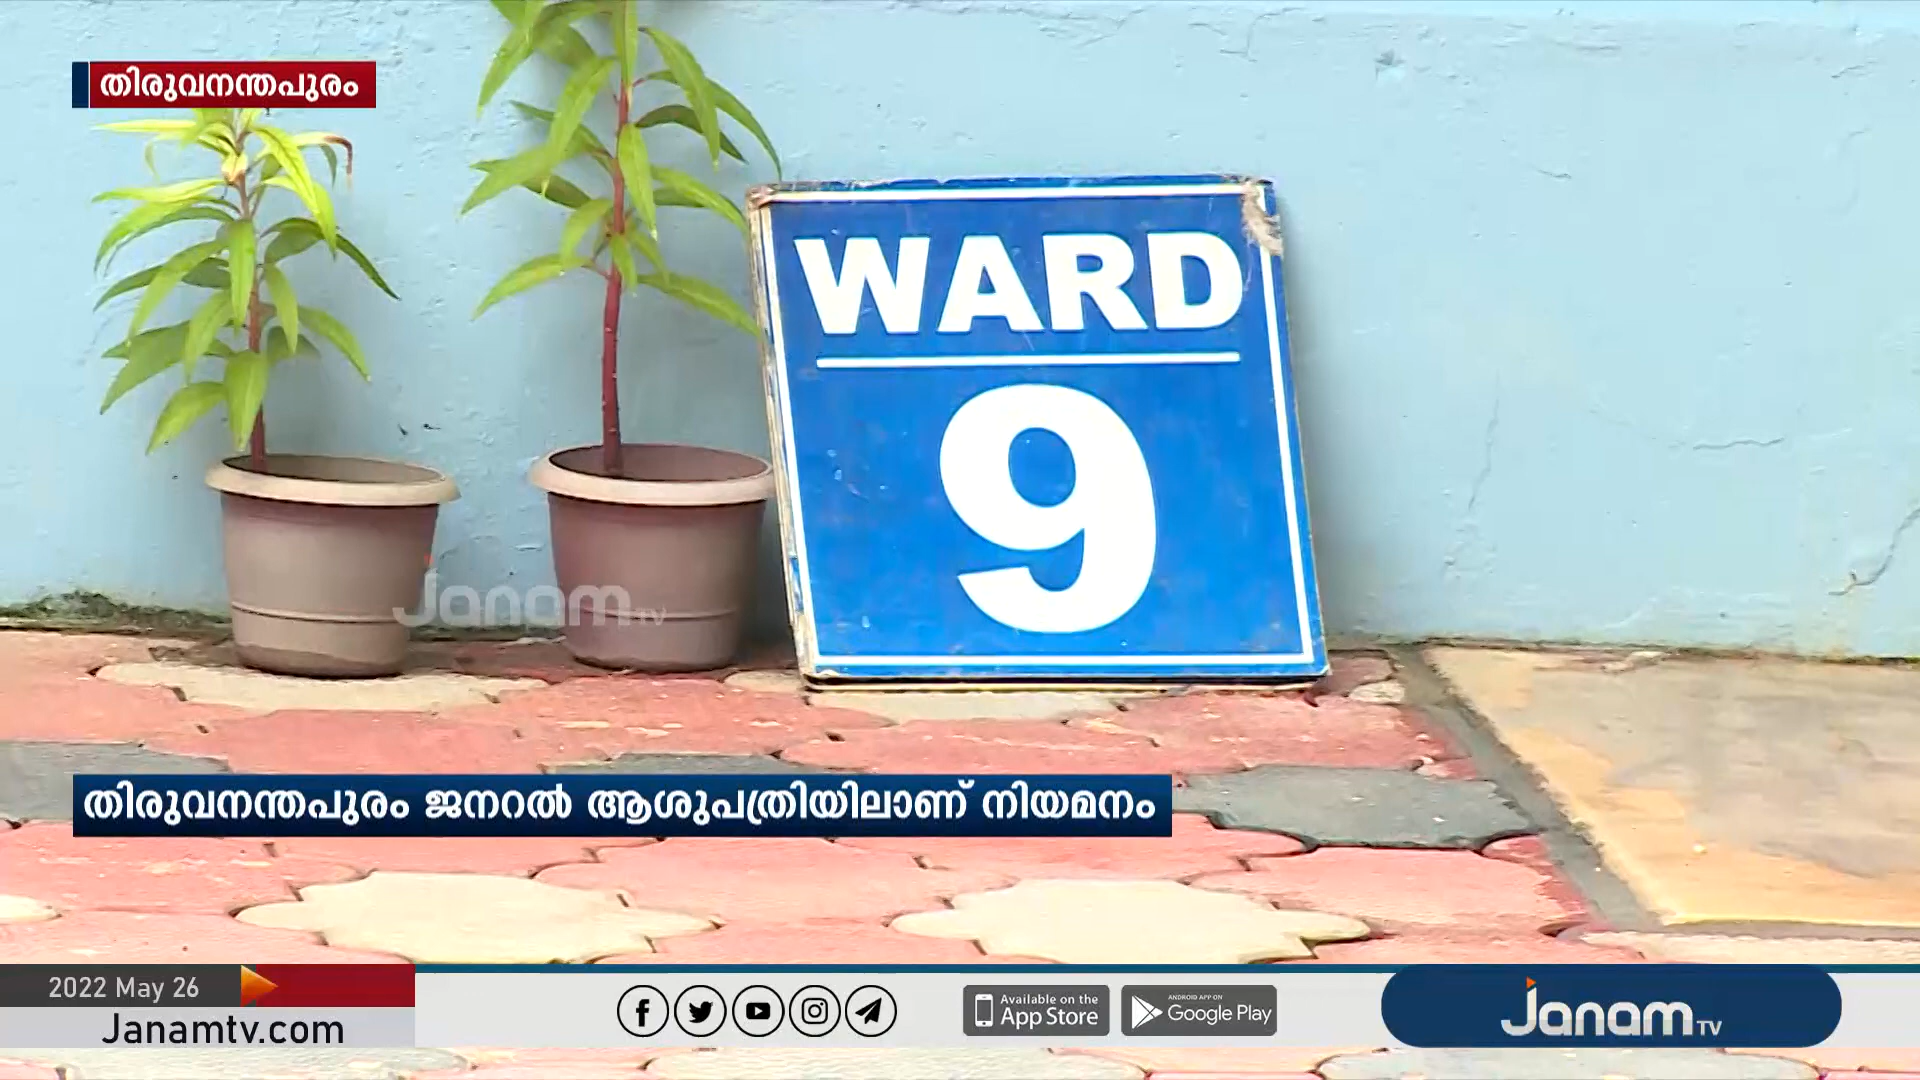 തിരുവനന്തപുരം
WARD
9
Janam TV
തിരുവനന്തപുരം ജനറൽ ആശുപത്രിയിലാണ് നിയമനം
2022 May 26
Janamtv.com
Available on the
App Store
ANDROID APP ON
Google Play
Janam TV